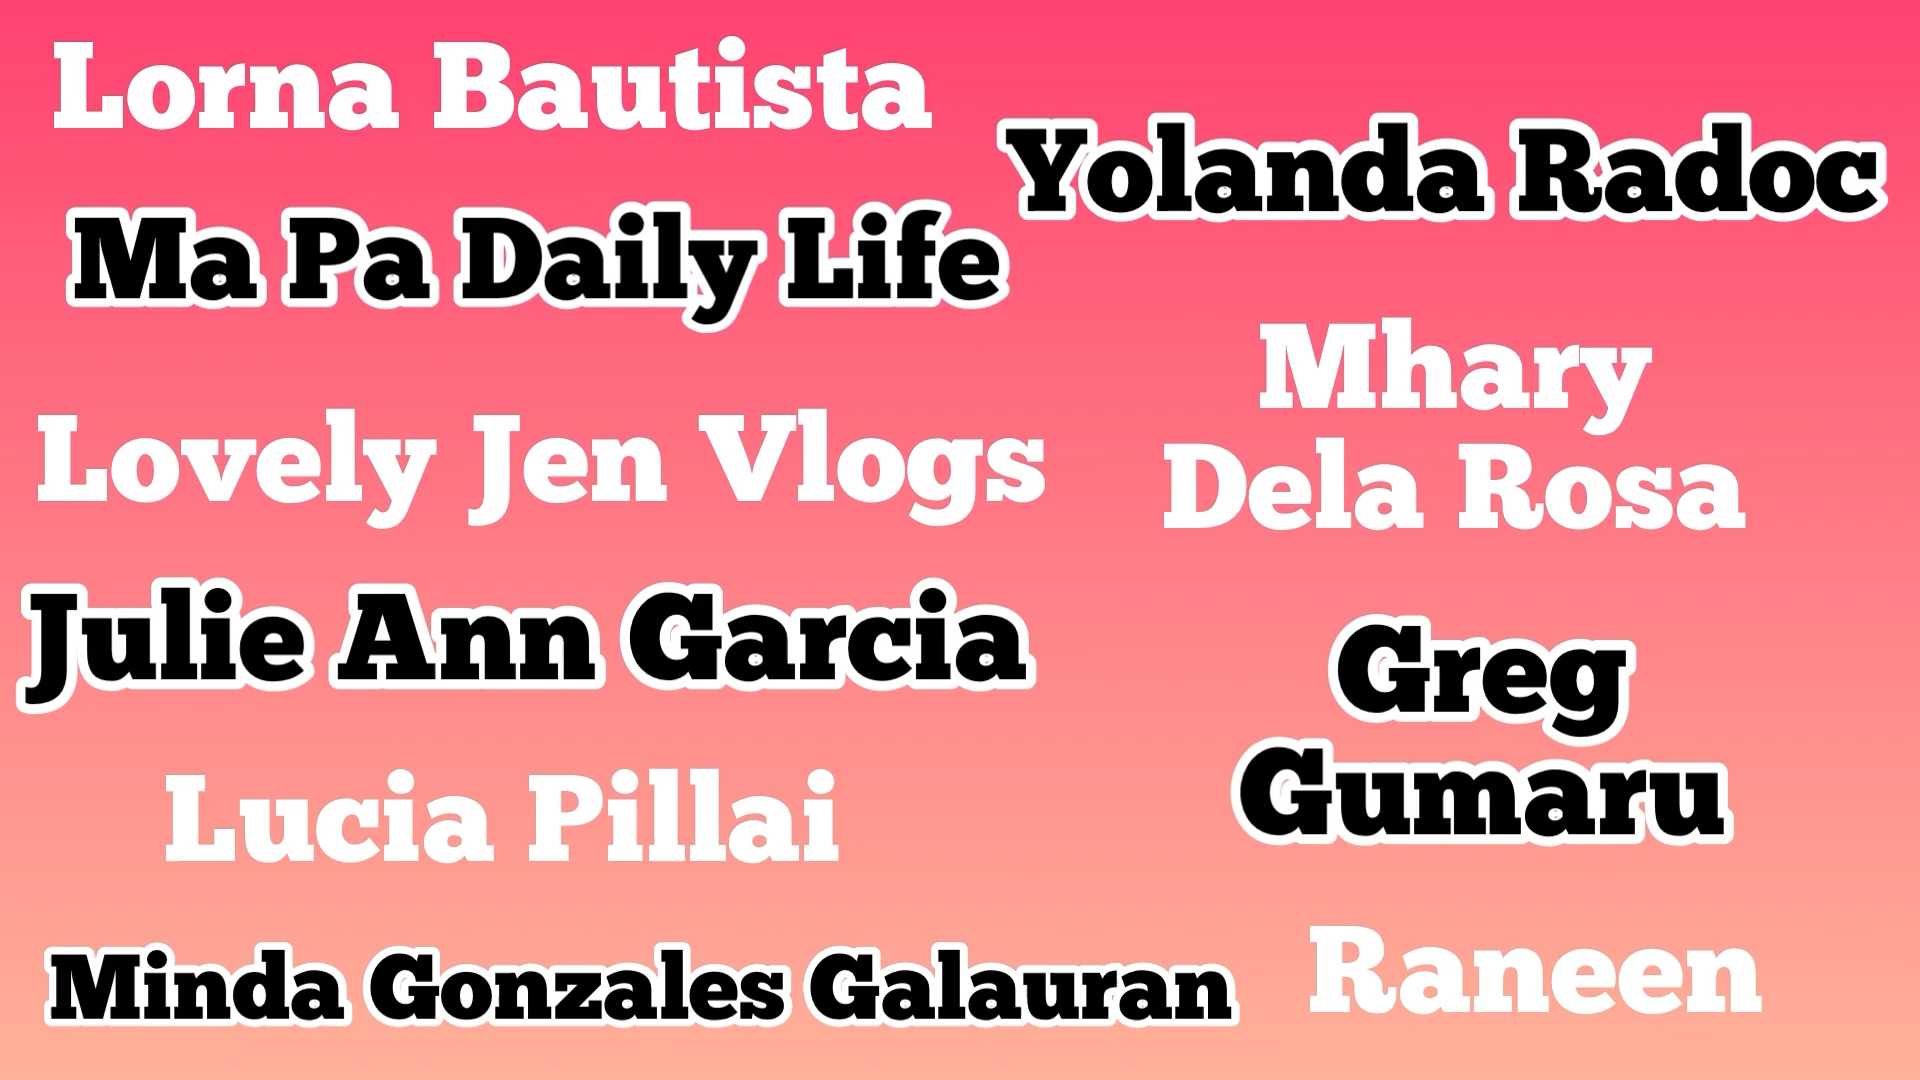 Lorna Bautista
Ma Pa Daily Life
Lovely Jen Vlogs
Julie Ann Garcia
Lucia Pillai
Minda Gonzales Galauran
Yolanda Radoc
Mhary
Dela Rosa
Greg
Gumaru
Raneen